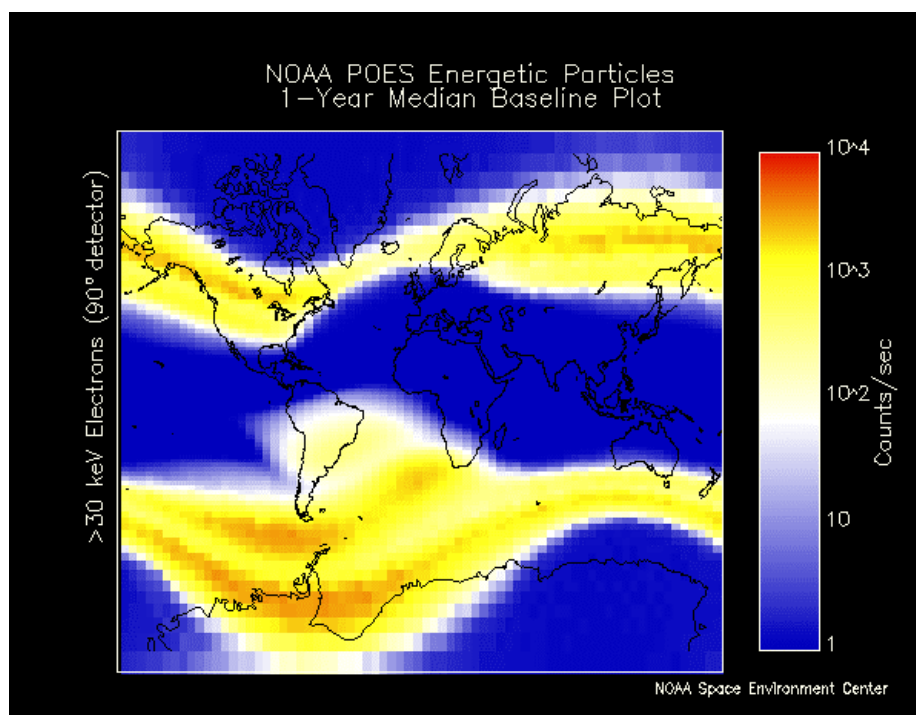 NOAA POES Energetic Particles
1-Year Median Baseline Plot
>30 keV Electrons (90° detector)
10^4
10^3
10^2
10
1
Counts/sec
NOAA Space Environment Center